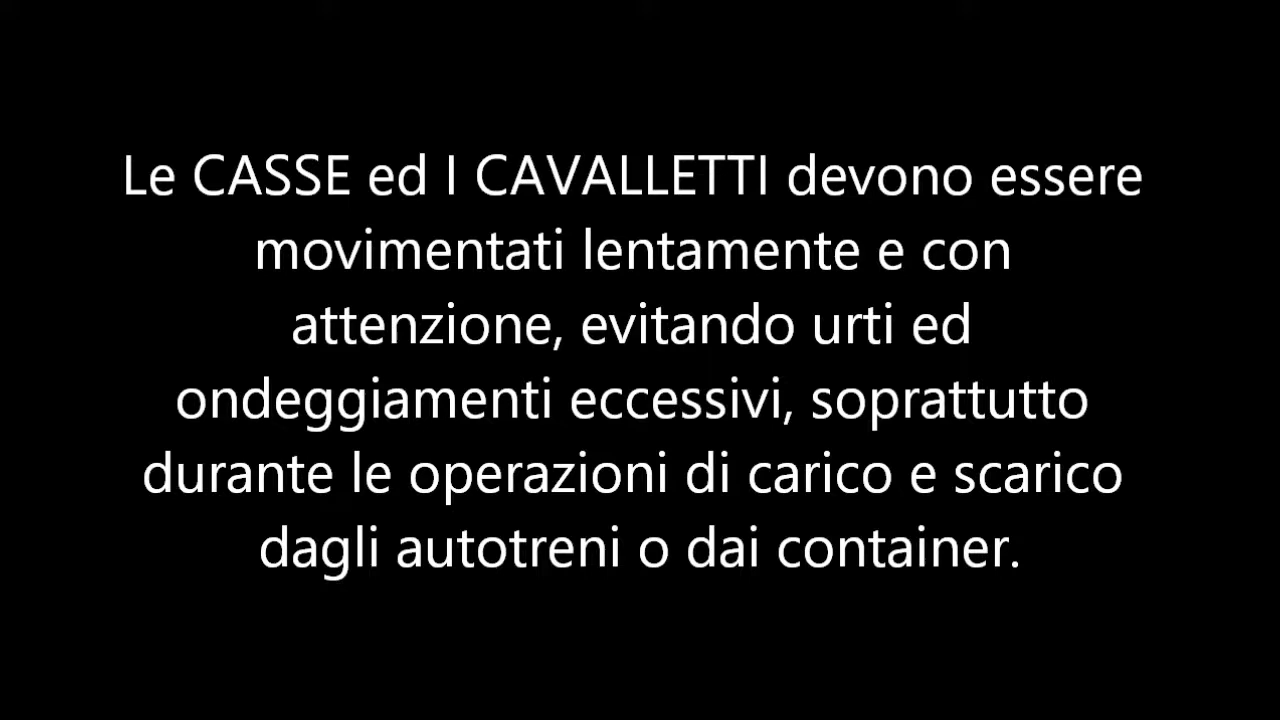 Le CASSE ed I CAVALLETTI devono essere
movimentati lentamente e con
attenzione, evitando urti ed
ondeggiamenti eccessivi, soprattutto
durante le operazioni di carico e scarico
dagli autotreni o dai container.